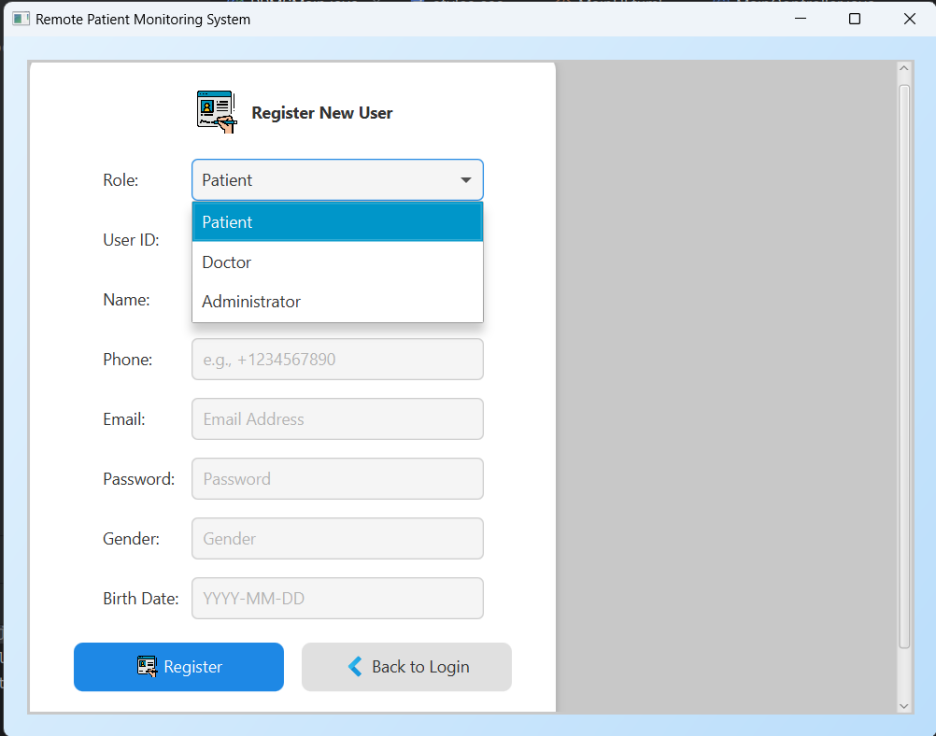 Remote Patient Monitoring System
Register New User
Role: Patient
Patient
User ID:
Doctor
Name:
Administrator
Phone: e.g., +1234567890
Email: Email Address
Password: Password
Gender: Gender
Birth Date: YYYY-MM-DD
Register Back to Login